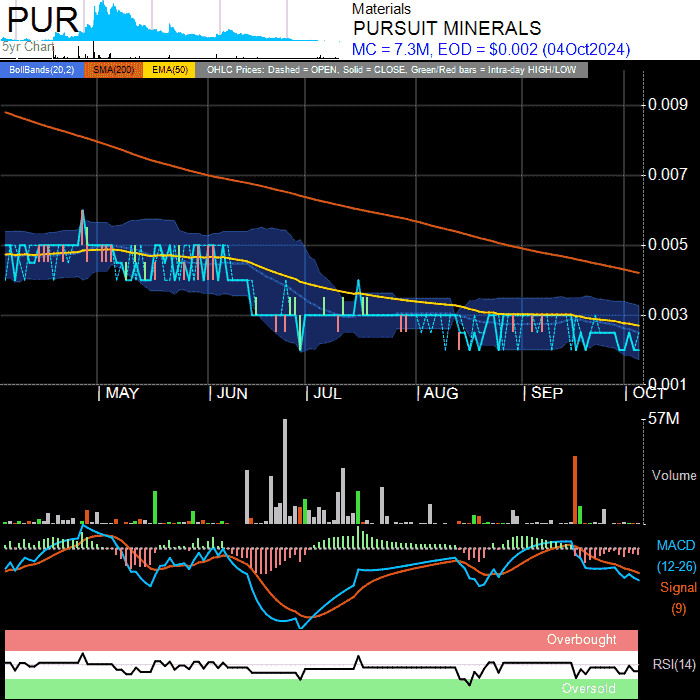 PUR
5yr Chart
Materials
PURSUIT MINERALS
MC = 7.3M, EOD = $0.002 (04Oct2024)
BollBands(20,2) SMA(200) EMA(50) OHLC Prices: Dashed = OPEN, Solid = CLOSE, Green/Red bars = Intra-day HIGH/LOW
0.009
0.007
0.005
0.003
0.001
MAY JUN JUL AUG SEP OCT
57M
Volume
MACD
(12-26)
Signal
(9)
Overbought
RSI(14)
Oversold